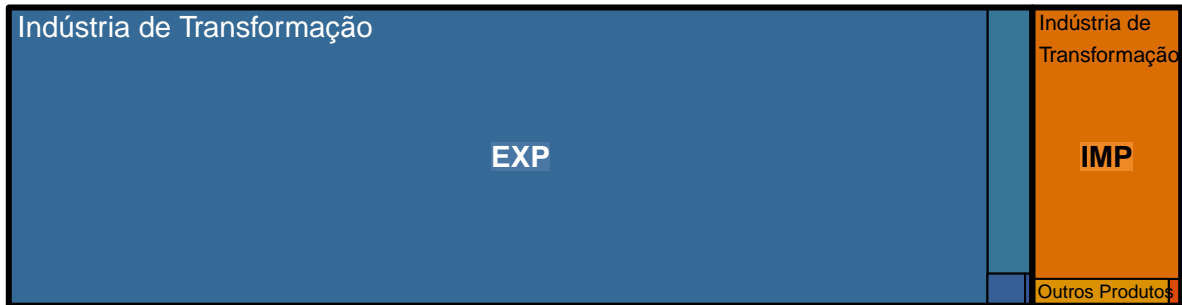 Indústria de Transformação
EXP
Indústria de
Transformação
IMP
Outros Produtos